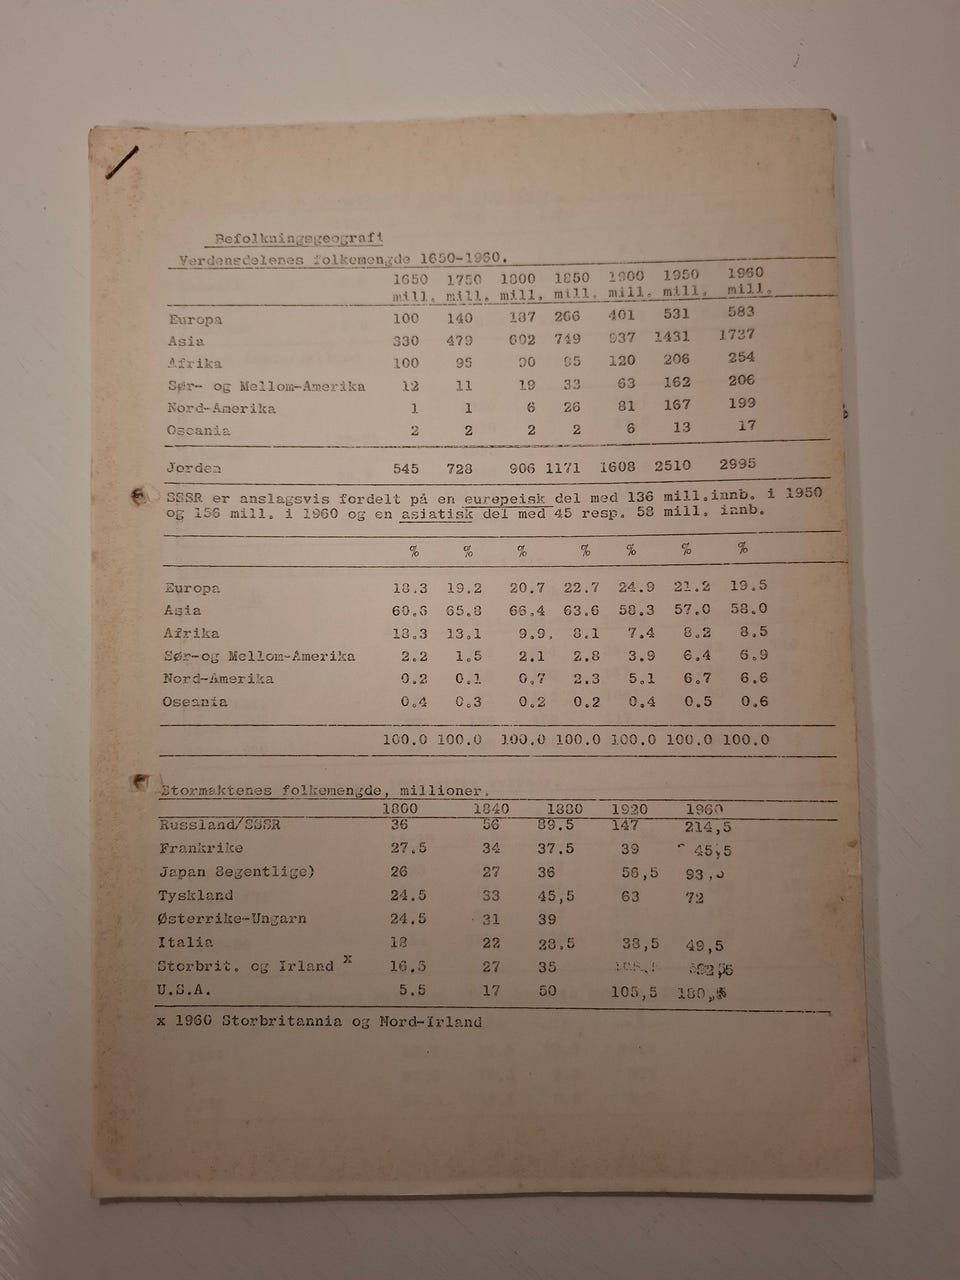 Befolkningsgeografi
Verdensdelenes folkemengde 1650-1960.
1650 1750 1800 1850 1900 1950 1960
mill. mill. mill. mill. mill. mill. mill.
Europa 100 140 187 266 401 531 583
Asia 330 479 602 749 937 1431 1737
Afrika 100 95 90 95 120 206 254
Sør- og Mellom-Amerika 12 11 19 33 63 162 206
Nord-Amerika 1 1 6 26 81 167 199
Oseania 2 2 2 2 6 13 17
Jorden 545 728 906 1171 1608 2510 2995
SSSR er anslagsvis fordelt på en europeisk del med 136 mill.innb. i 1950
og 156 mill. i 1960 og en asiatisk del med 45 resp. 58 mill. innb.
% % % % % % %
Europa 18.3 19.2 20.7 22.7 24.9 21.2 19.5
Asia 60.6 65.8 66.4 63.6 58.3 57.0 58.0
Afrika 18.3 13.1 9.9, 8.1 7.4 8.2 8.5
Sør-og Mellom-Amerika 2.2 1.5 2.1 2.8 3.9 6.4 6.9
Nord-Amerika 0.2 0.1 0.7 2.3 5.1 6.7 6.6
Oseania 0.4 0.3 0.2 0.2 0.4 0.5 0.6
100.0 100.0 100.0 100.0 100.0 100.0 100.0
Stormaktenes folkemengde, millioner.
1800 1840 1880 1920 1960
Russland/SSSR 36 56 89.5 147 214,5
Frankrike 27.5 34 37.5 39 45,5
Japan 8egentlige) 26 27 36 56,5
Tyskland 24.5 33 45,5 63 72
Østerrike-Ungarn 24.5 31 39
Italia 18 22 28.5 38,5 49,5
Storbrit. og Irland x 16.5 27 35
U.S.A. 5.5 17 50 105,5
x 1960 Storbritannia og Nord-Irland